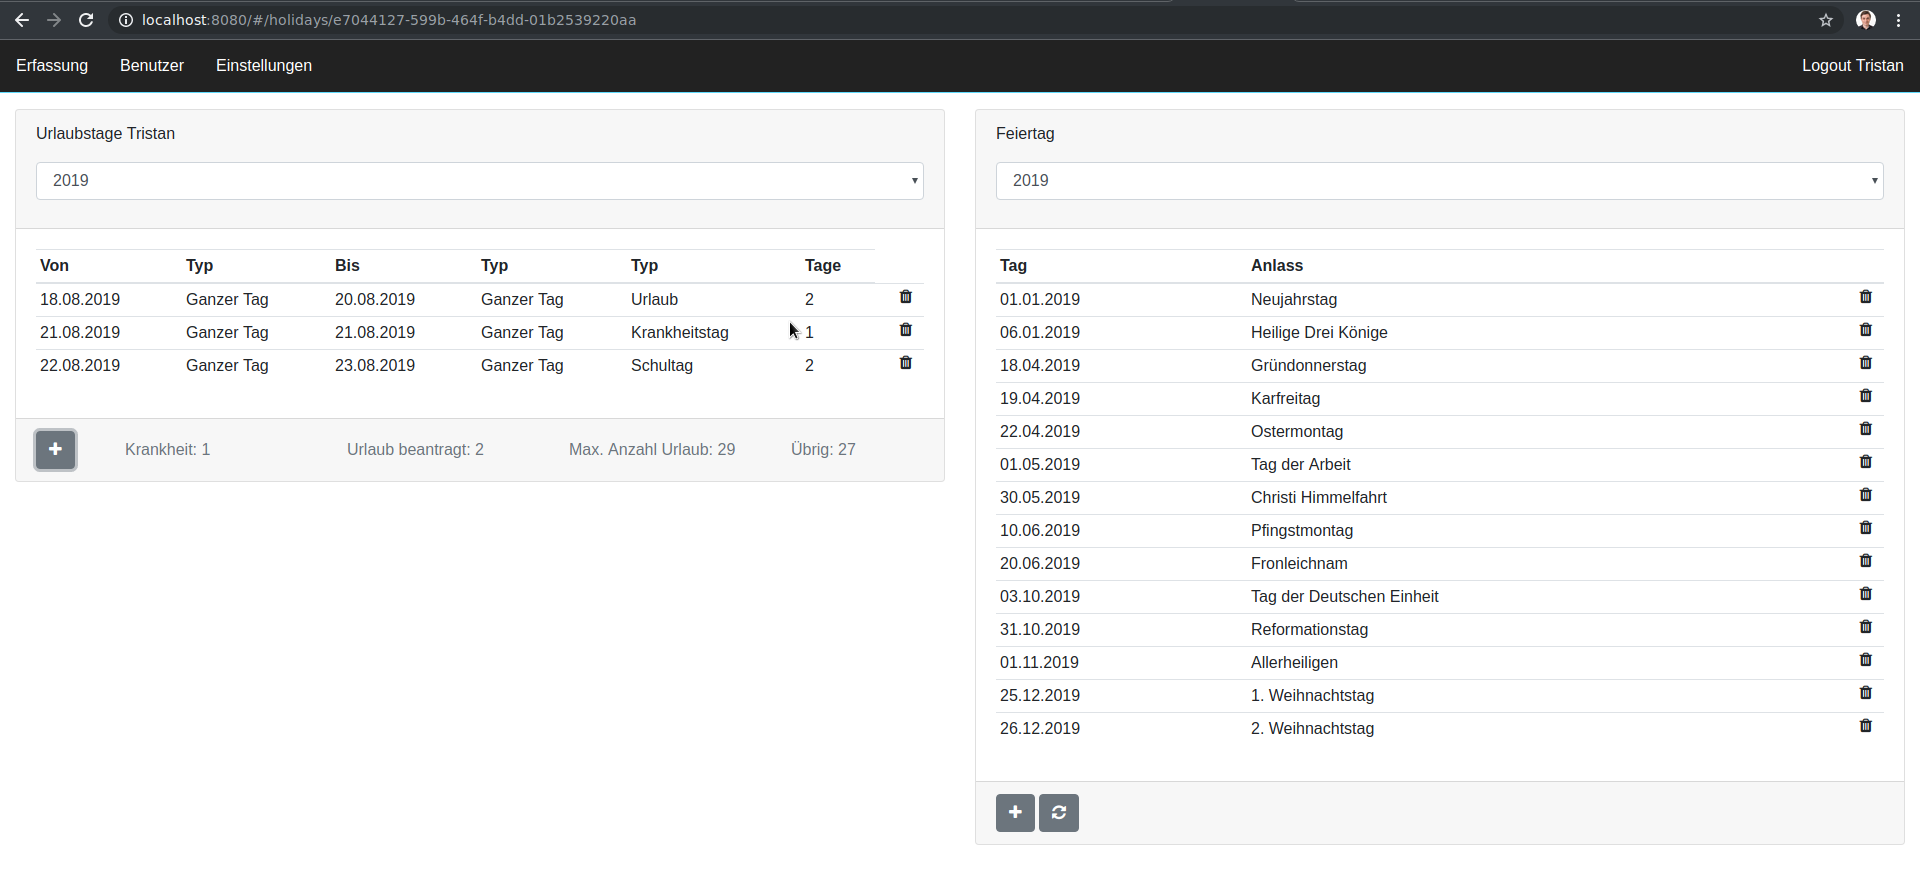 localhost:8080/#/holidays/e7044127-599b-464f-b4dd-01b2539220aa
Erfassung Benutzer Einstellungen Logout Tristan
Urlaubstage Tristan
2019
Von Typ Bis Typ Typ Tage
18.08.2019 Ganzer Tag 20.08.2019 Ganzer Tag Urlaub 2
21.08.2019 Ganzer Tag 21.08.2019 Ganzer Tag Krankheitstag 1
22.08.2019 Ganzer Tag 23.08.2019 Ganzer Tag Schultag 2
Krankheit: 1 Urlaub beantragt: 2 Max. Anzahl Urlaub: 29 Übrig: 27
Feiertag
2019
Tag Anlass
01.01.2019 Neujahrstag
06.01.2019 Heilige Drei Könige
18.04.2019 Gründonnerstag
19.04.2019 Karfreitag
22.04.2019 Ostermontag
01.05.2019 Tag der Arbeit
30.05.2019 Christi Himmelfahrt
10.06.2019 Pfingstmontag
20.06.2019 Fronleichnam
03.10.2019 Tag der Deutschen Einheit
31.10.2019 Reformationstag
01.11.2019 Allerheiligen
25.12.2019 1. Weihnachtstag
26.12.2019 2. Weihnachtstag